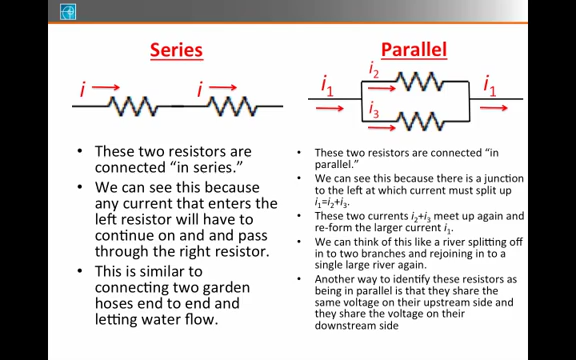 Series
i
i
• These two resistors are
connected "in series."
• We can see this because
any current that enters the
left resistor will have to
continue on and and pass
through the right resistor.
• This is similar to
connecting two garden
hoses end to end and
letting water flow.
Parallel
i1
i2
i3
i1
• These two resistors are connected "in
parallel."
• We can see this because there is a junction
to the left at which current must split up
i1=i2+i3.
• These two currents i2+i3 meet up again and
re-form the larger current i1.
• We can think of this like a river splitting off
in to two branches and rejoining in to a
single large river again.
• Another way to identify these resistors as
being in parallel is that they share the
same voltage on their upstream side and
they share the voltage on their
downstream side